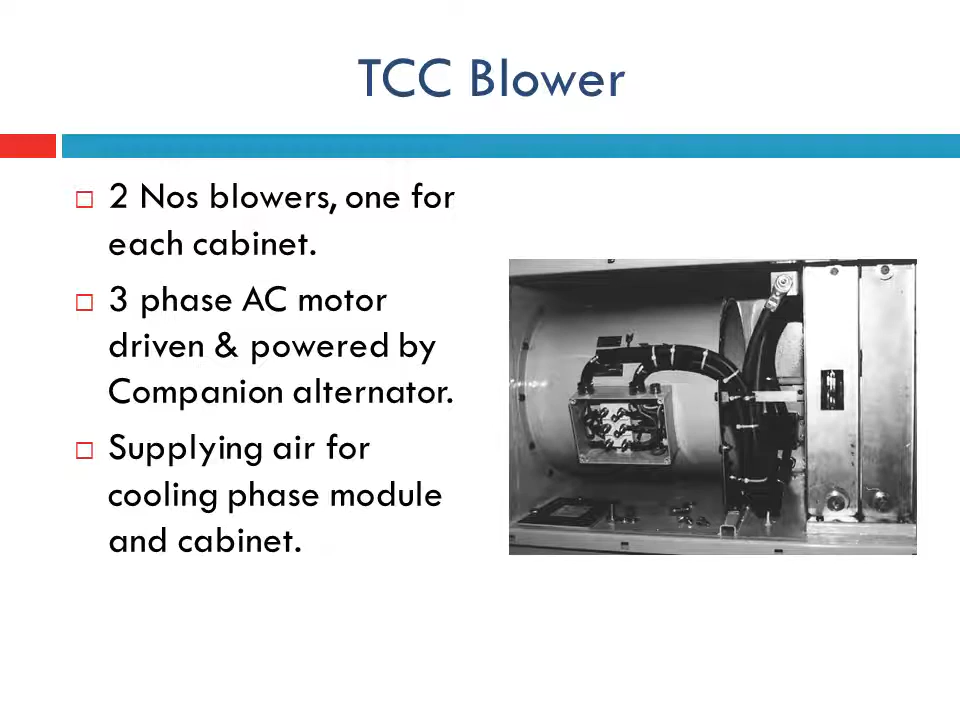 TCC Blower
2 Nos blowers, one for
each cabinet.
3 phase AC motor
driven & powered by
Companion alternator.
Supplying air for
cooling phase module
and cabinet.